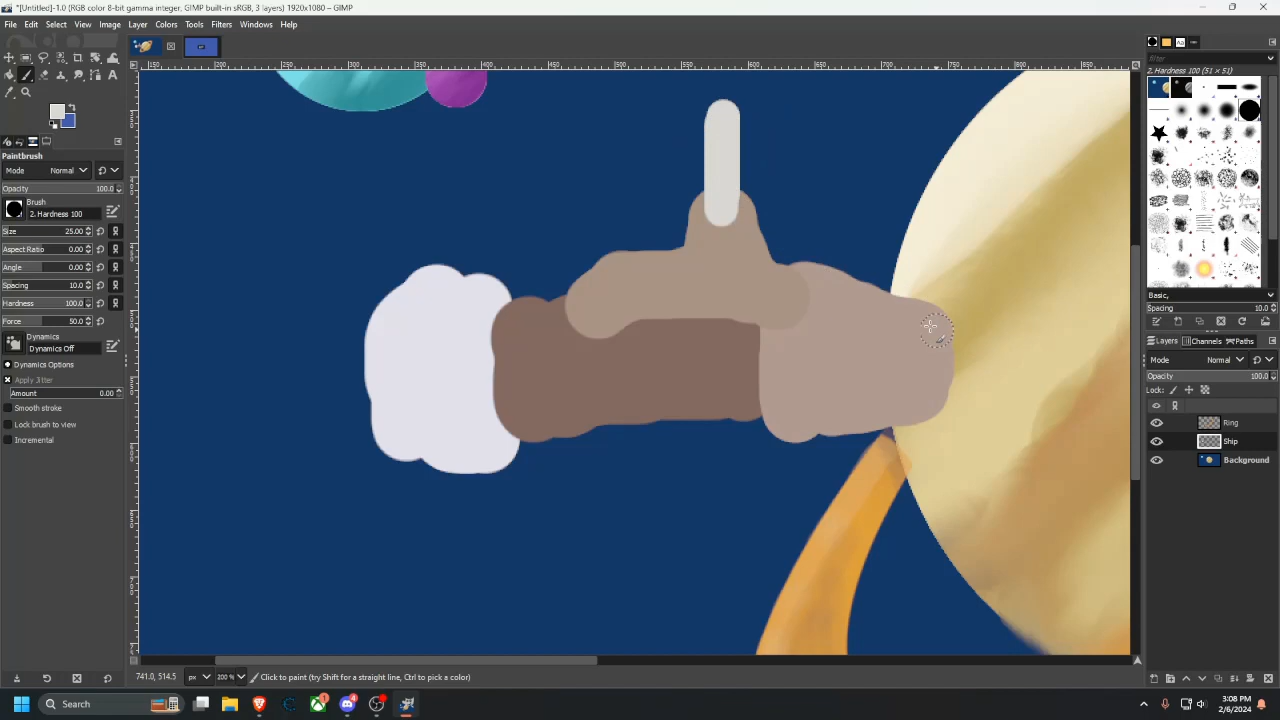 *[Untitled]-1.0 (RGB color 8-bit gamma integer, GIMP built-in sRGB, 3 layers) 1920x1080 – GIMP
File Edit Select View Image Layer Colors Tools Filters Windows Help
Paintbrush
Mode Normal
Opacity 100.0
Brush
2. Hardness 100
Size 25.00
Aspect Ratio 0.00
Angle 0.00
Spacing 10.0
Hardness 100.0
Force 50.0
Dynamics
Dynamics Off
Dynamics Options
Apply Jitter
Amount 0.00
Smooth stroke
Lock brush to view
Incremental
filter
2. Hardness 100 (51 × 51)
Basic,
Spacing 10.0
Layers Channels Paths
Mode Normal
Opacity 100.0
Lock:
Ring
Ship
Background
741.0, 514.5 px 200 % Click to paint (try Shift for a straight line, Ctrl to pick a color)
Search
3:08 PM
2/6/2024